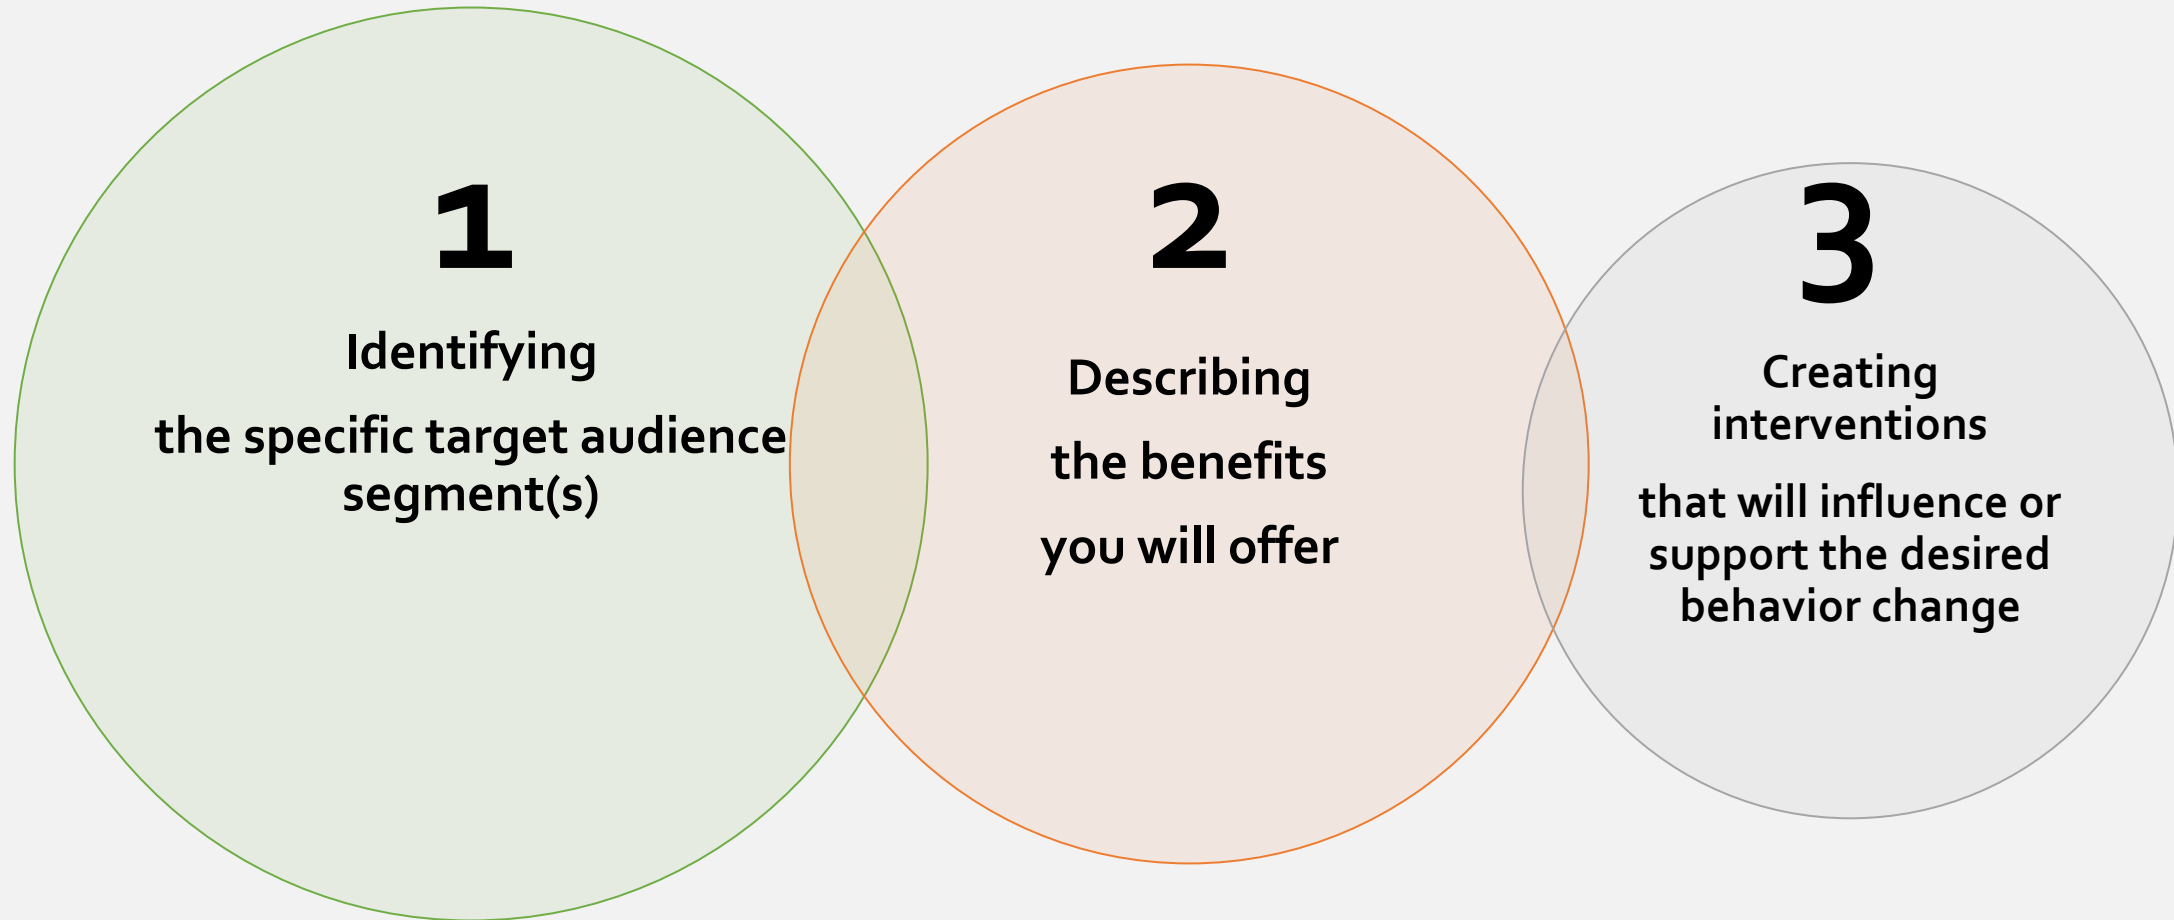 1
Identifying
the specific target audience
segment(s)
2
Describing
the benefits
you will offer
3
Creating
interventions
that will influence or
support the desired
behavior change